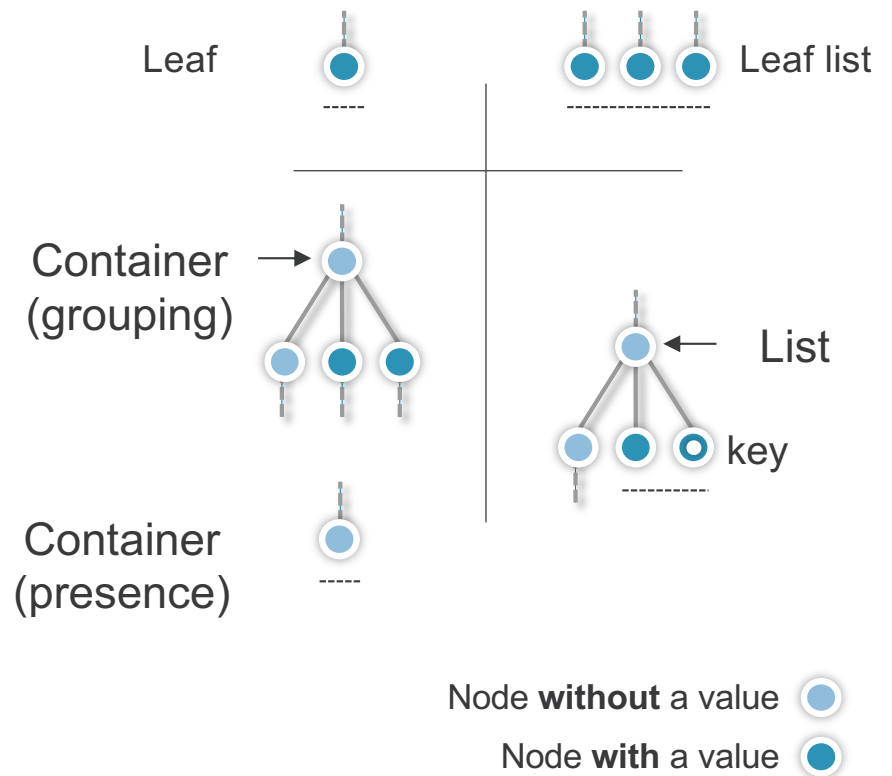 Leaf
Leaf list
Container
(grouping)
List
key
Container
(presence)
Node without a value
Node with a value